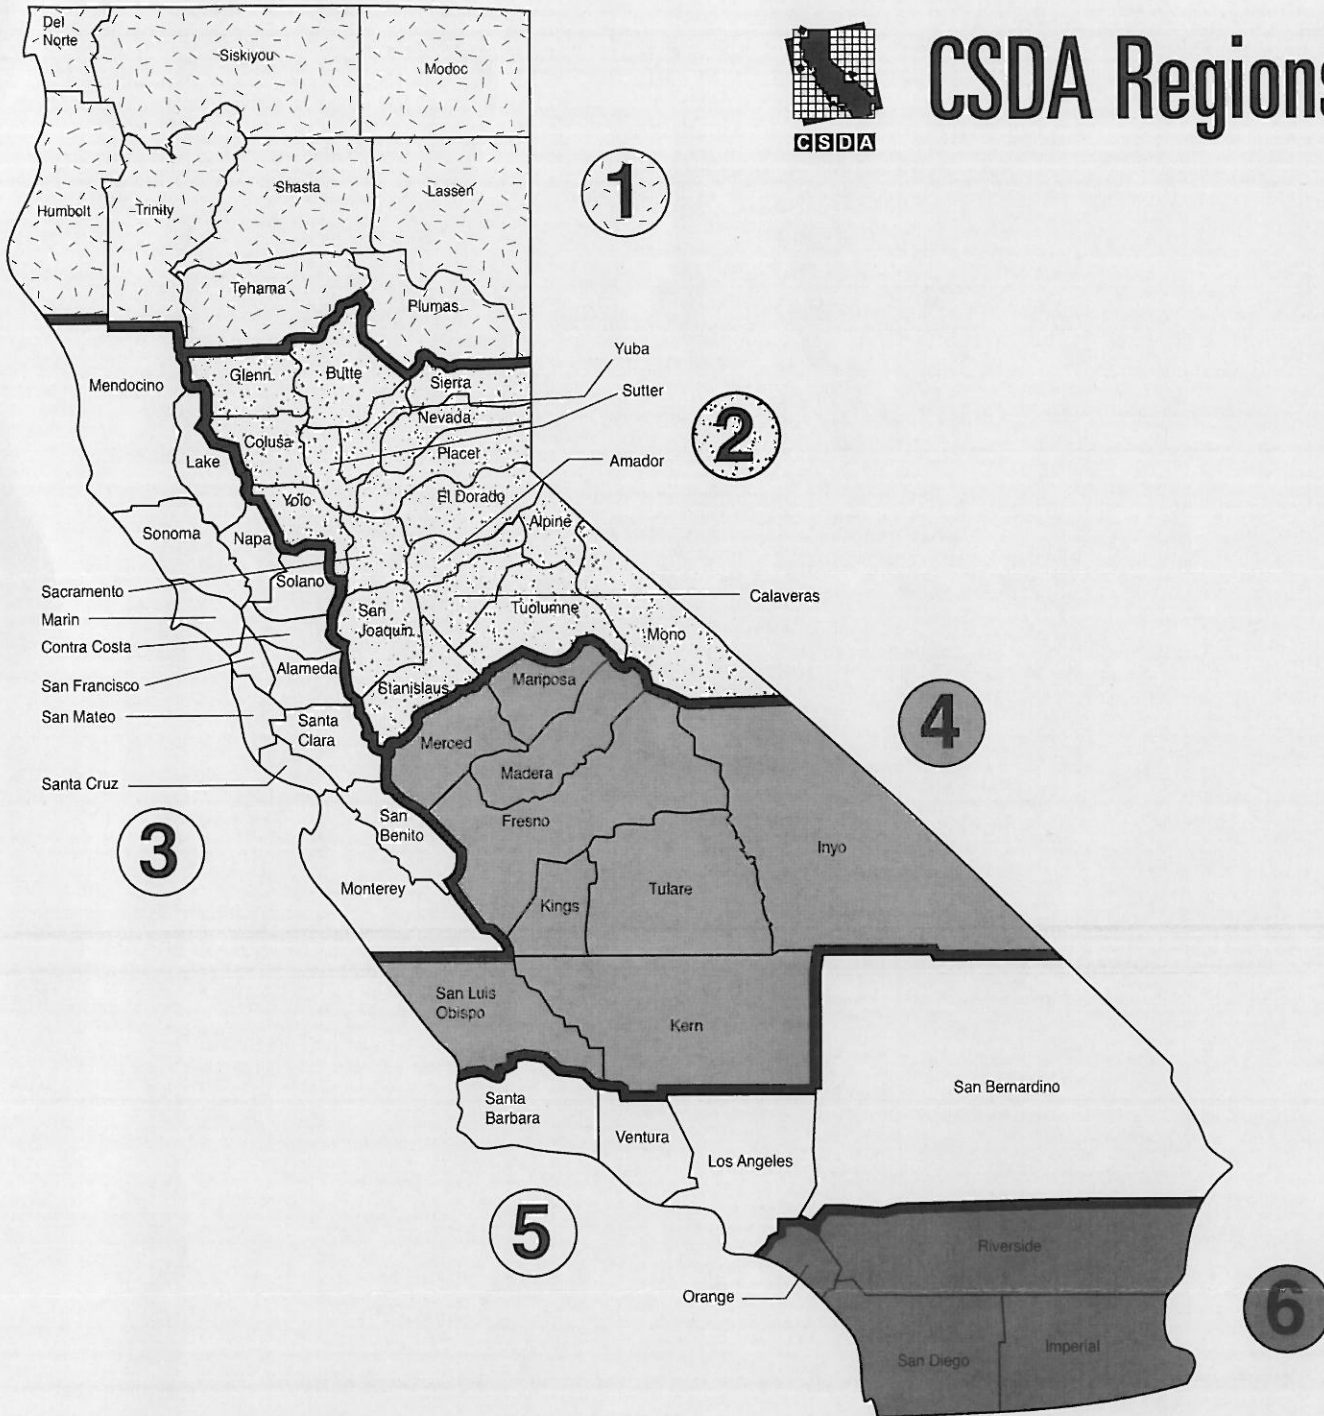 CSDA Regions
CSDA
Del
Norte
Siskiyou
Modoc
1
Shasta
Lassen
Humbolt
Trinity
Tehama
Plumas
Yuba
Mendocino
Glenn
Butte
Sierra
Sutter
Nevada
2
Colusa
Placer
Lake
Amador
Yolo
El Dorado
Sonoma
Napa
Alpine
Solano
Sacramento
Calaveras
San
Joaquin
Tuolumne
Marin
Mono
Contra Costa
Alameda
San Francisco
Stanislaus
Mariposa
San Mateo
Santa
Clara
Merced
4
Madera
Santa Cruz
San
Benito
Fresno
3
Inyo
Monterey
Kings
Tulare
San Luis
Obispo
Kern
San Bernardino
Santa
Barbara
Ventura
Los Angeles
5
Riverside
Orange
6
San Diego
Imperial